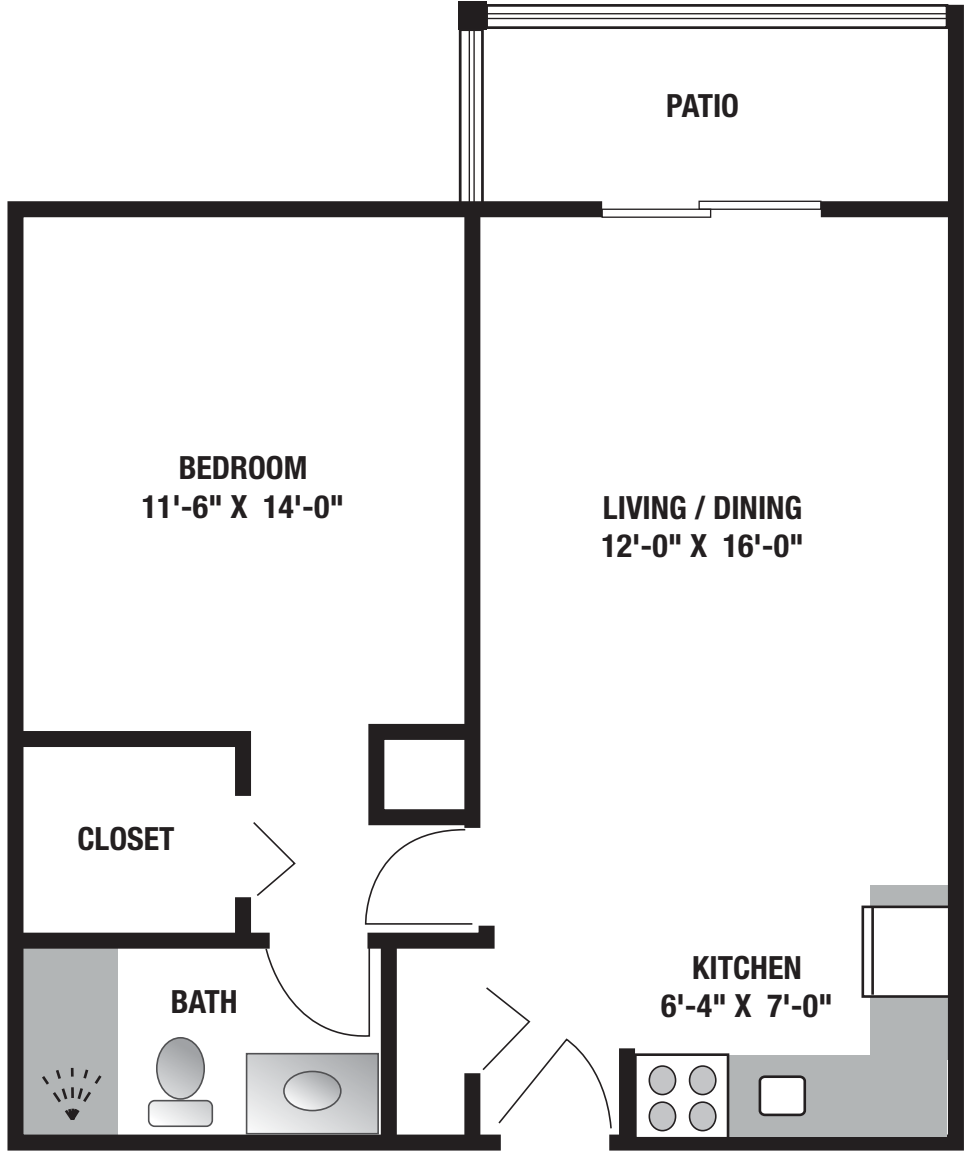 PATIO
BEDROOM
11'-6" X 14'-0"
LIVING / DINING
12'-0" X 16'-0"
CLOSET
KITCHEN
6'-4" X 7'-0"
BATH